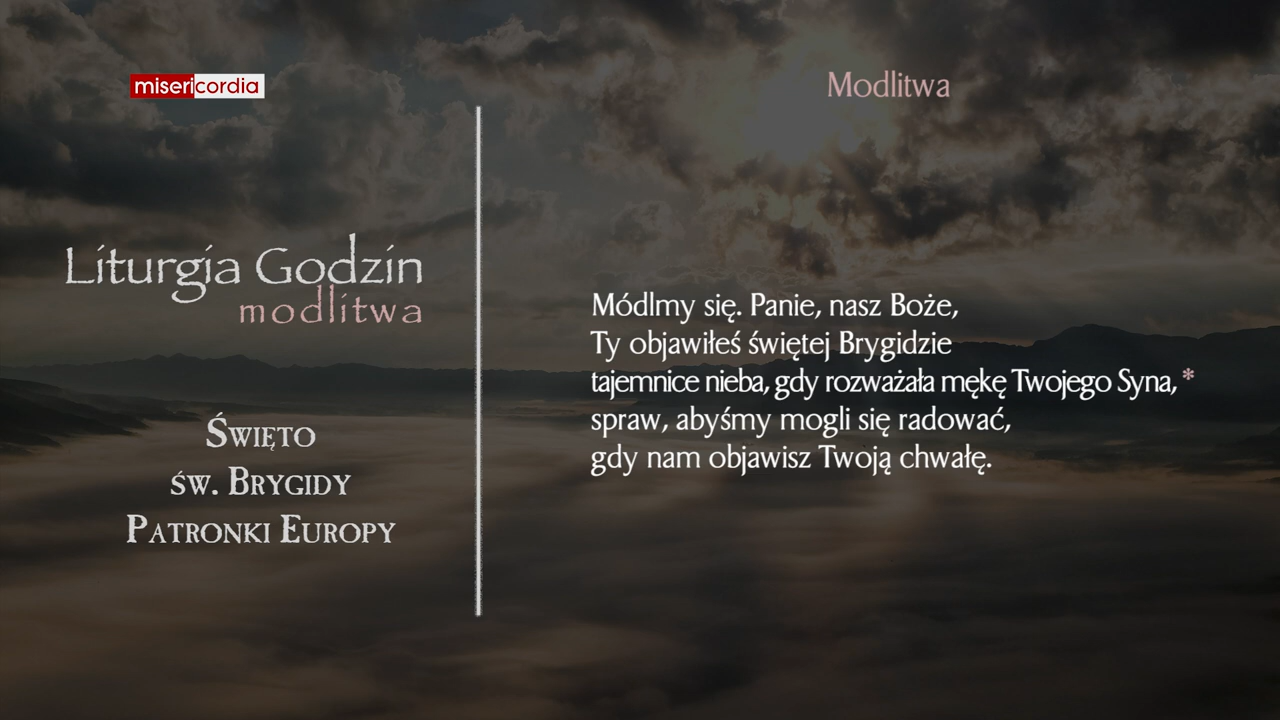 misericordia
Liturgia Godzin
modlitwa
Święto
św. Brygidy
Patronki Europy
Modlitwa
Módlmy się. Panie, nasz Boże,
Ty objawiłeś świętej Brygidzie
tajemnice nieba, gdy rozważała mękę Twojego Syna, *
spraw, abyśmy mogli się radować,
gdy nam objawisz Twoją chwałę.